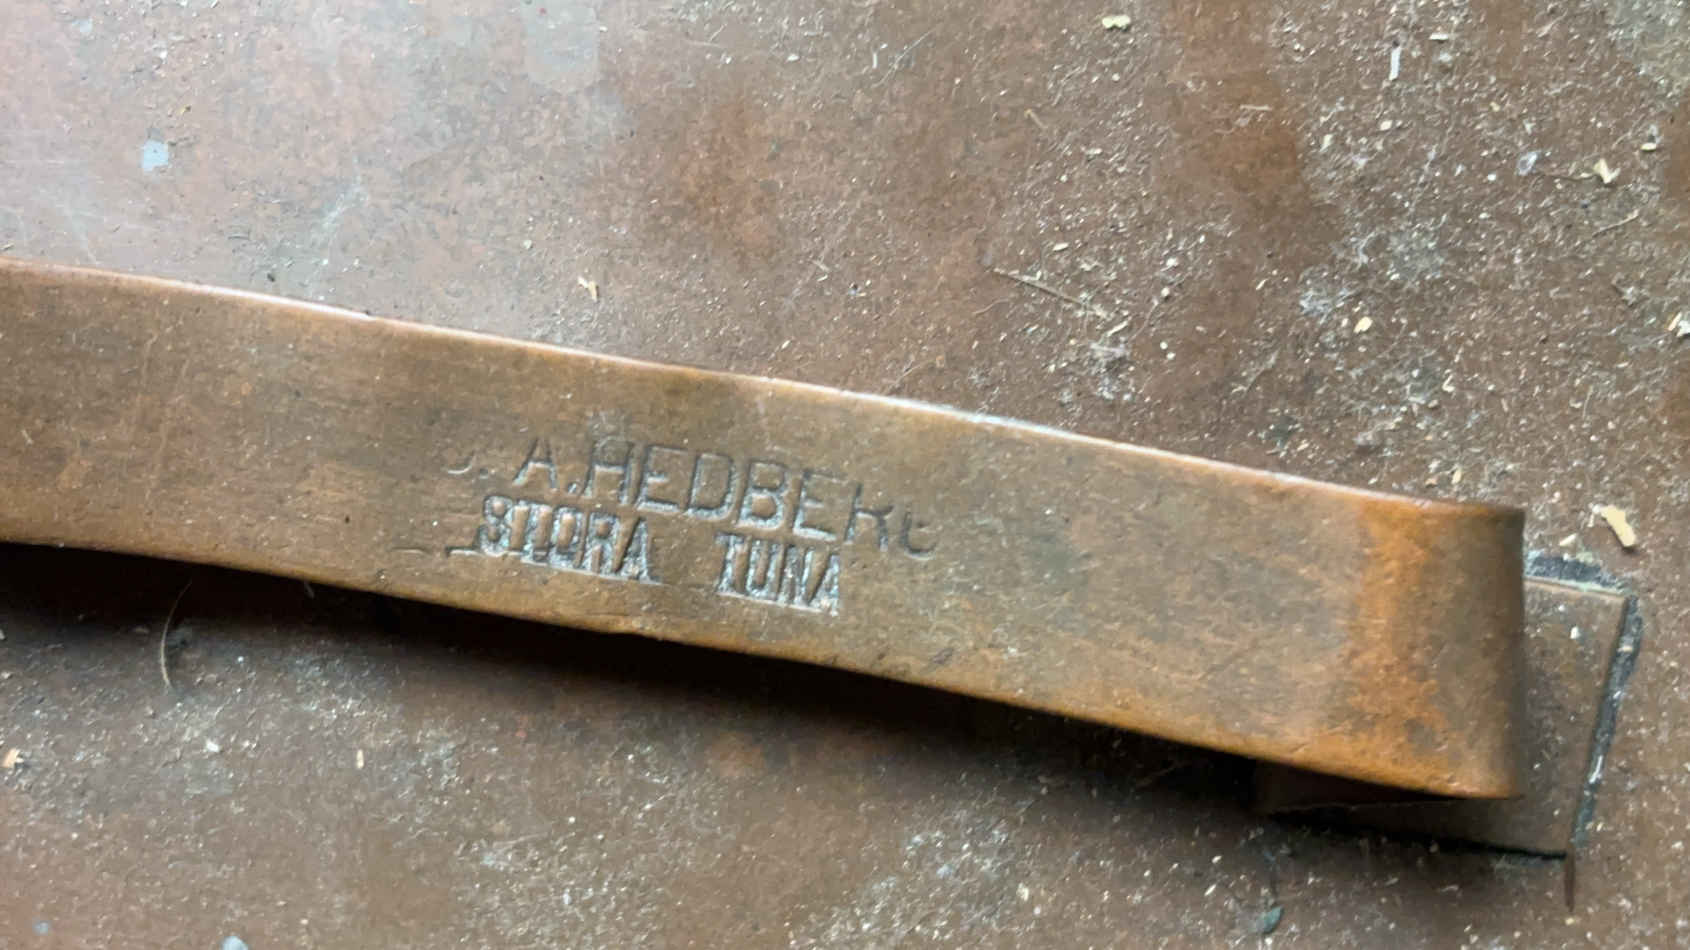 A. HEDBERG
STORA TUNA